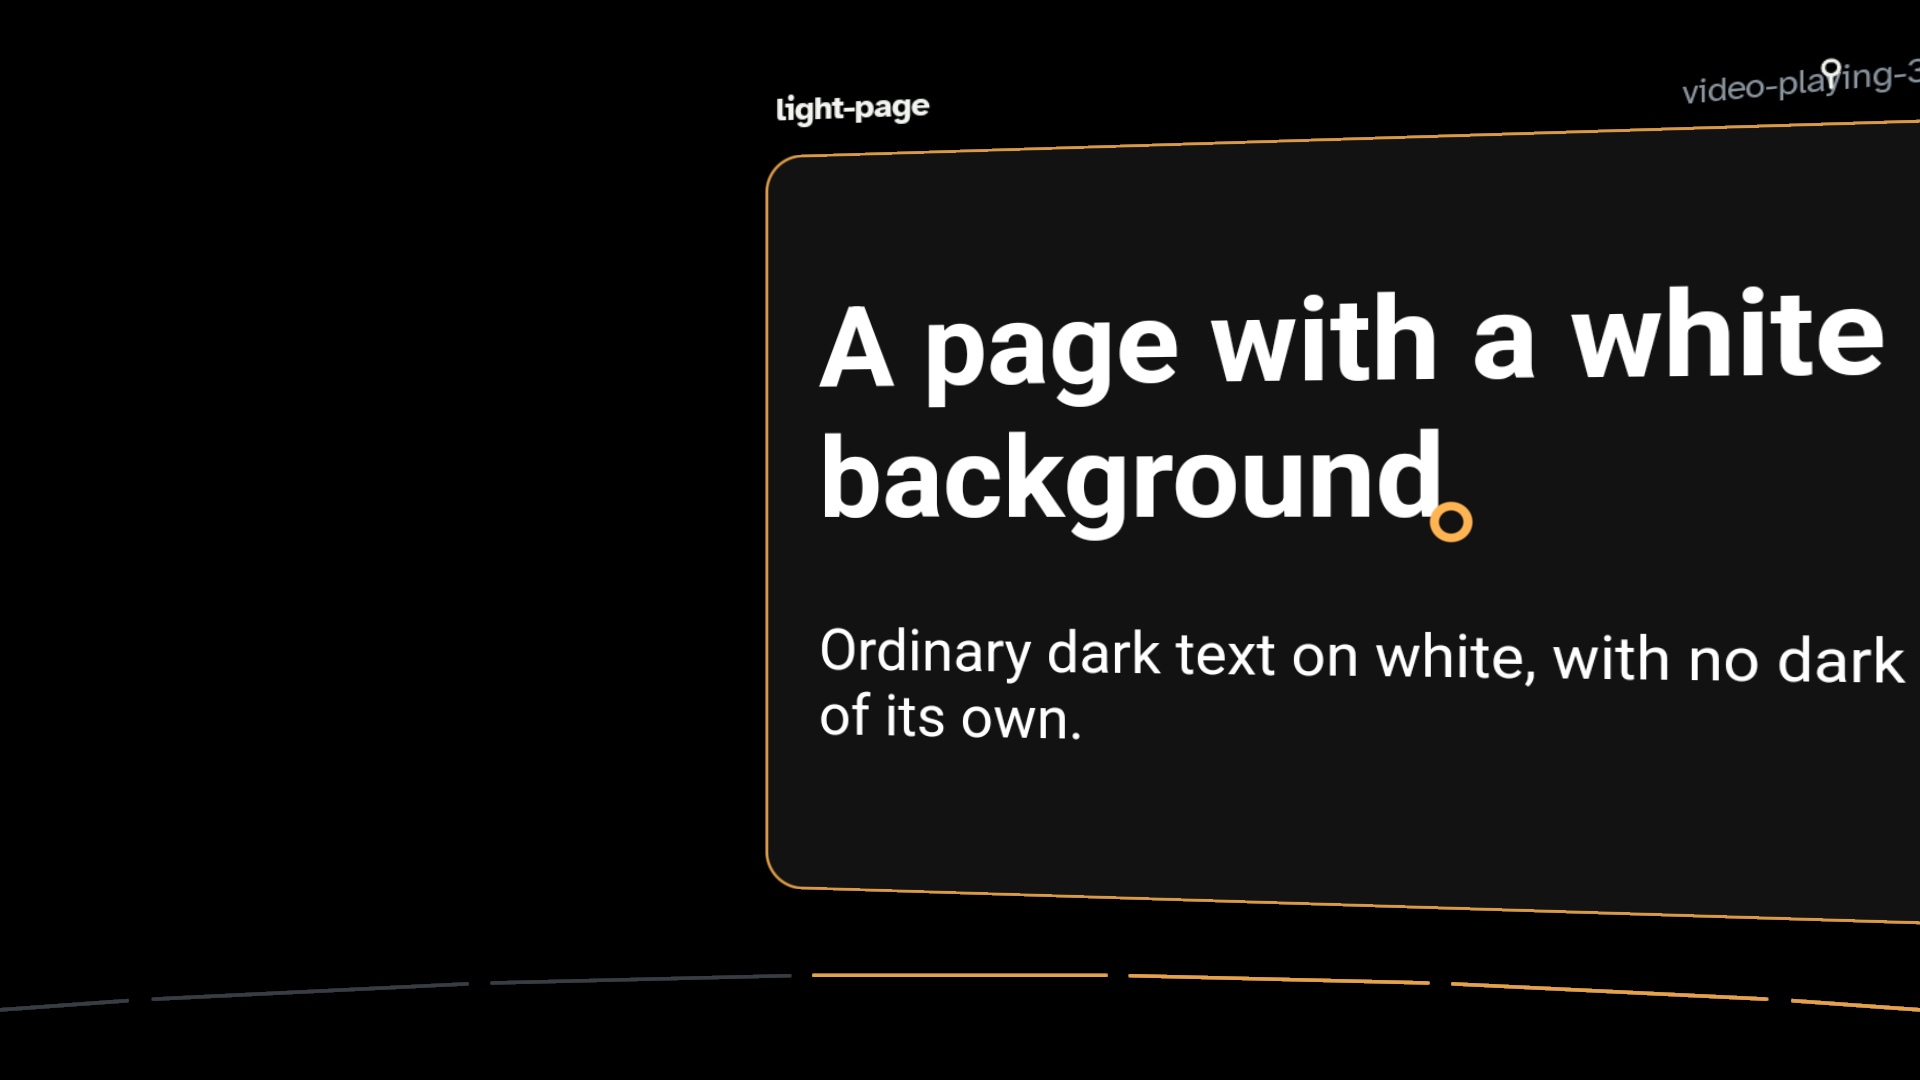 light-page
video-playing-3
A page with a white
background
Ordinary dark text on white, with no dark
of its own.